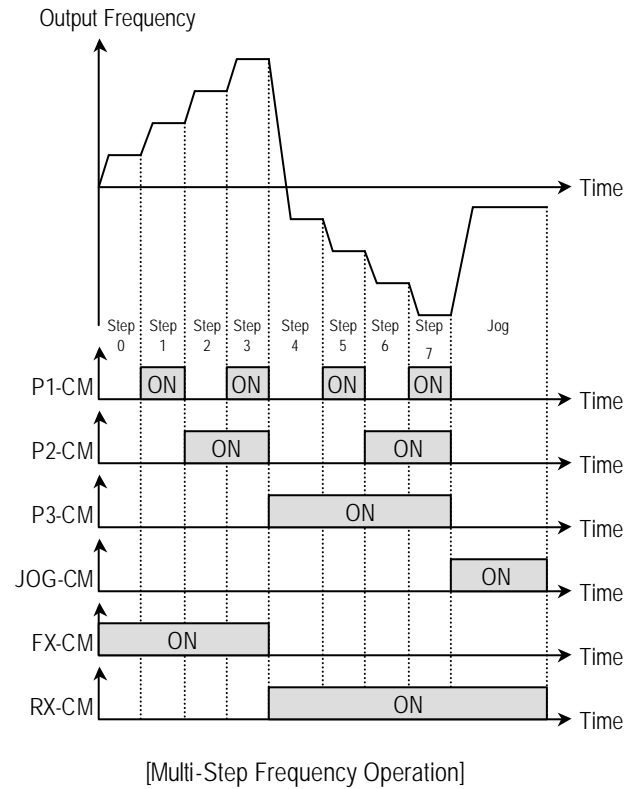 Output Frequency
Time
Step 0
Step 1
Step 2
Step 3
Step 4
Step 5
Step 6
Step 7
Jog
P1-CM
ON
ON
ON
ON
Time
P2-CM
ON
ON
Time
P3-CM
ON
Time
JOG-CM
ON
Time
FX-CM
ON
Time
RX-CM
ON
Time
[Multi-Step Frequency Operation]